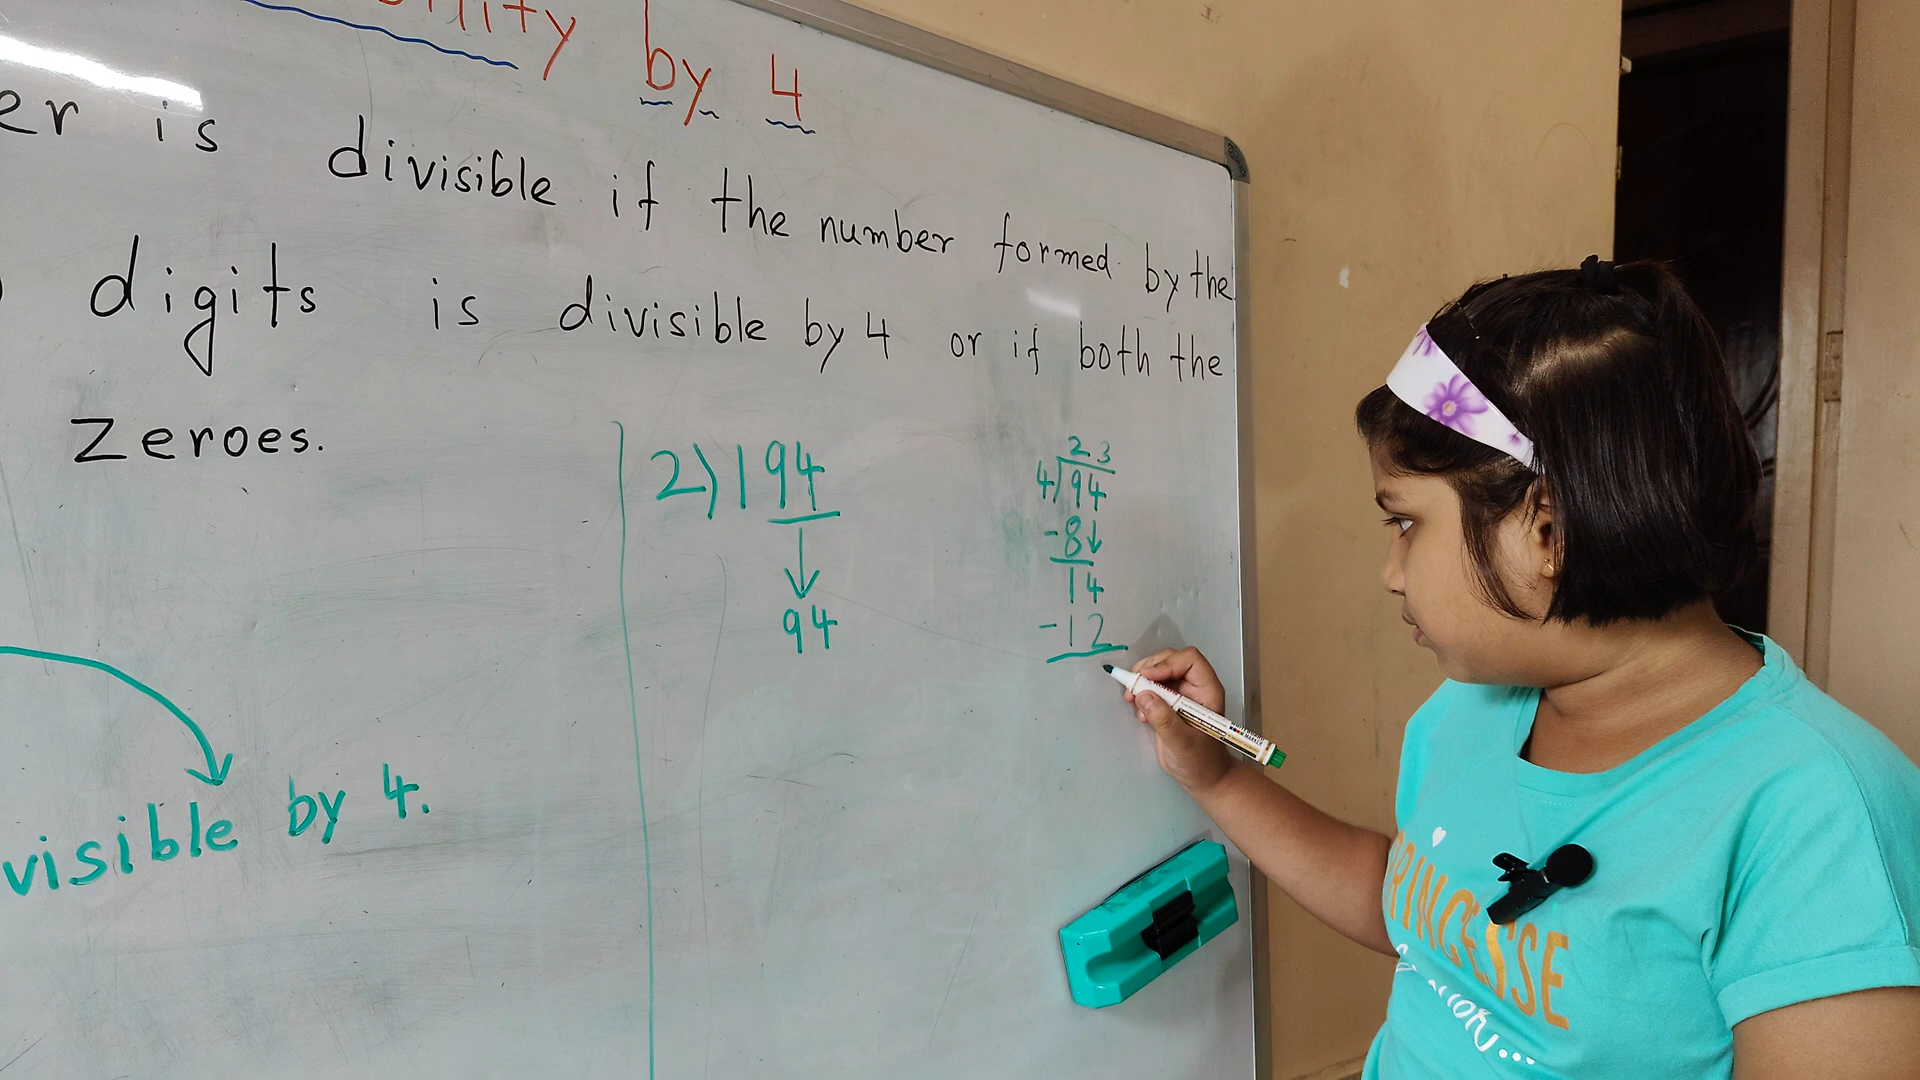 by 4
er is divisible if the number formed by the
digits is divisible by 4 or if both the
zeroes.
2) 194
94
23
4)94
-8↓
14
-12
visible by 4.
PRINCESSE